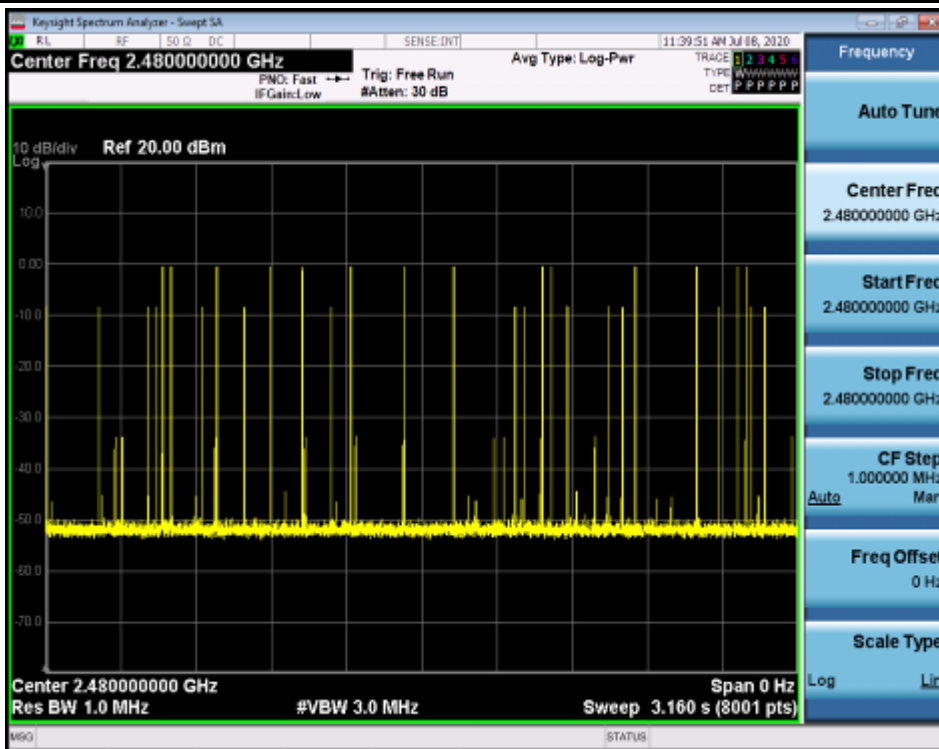 Keysight Spectrum Analyzer - Swept SA
RL RF 50 Ω DC SENSE:INT 11:39:51 AM Jul 08, 2020
Center Freq 2.480000000 GHz
PNO: Fast
IFGain:Low
Trig: Free Run
#Atten: 30 dB
Avg Type: Log-Pwr
TRACE 1 2 3 4 5 6
TYPE WWWWWW
DET P P P P P P
10 dB/div
Log
Ref 20.00 dBm
10.0
0.00
-10.0
-20.0
-30.0
-40.0
-50.0
-60.0
-70.0
Center 2.480000000 GHz
Span 0 Hz
Res BW 1.0 MHz
#VBW 3.0 MHz
Sweep 3.160 s (8001 pts)
MSG
STATUS
Frequency
Auto Tune
Center Freq
2.480000000 GHz
Start Freq
2.480000000 GHz
Stop Freq
2.480000000 GHz
CF Step
1.000000 MHz
Auto Man
Freq Offset
0 Hz
Scale Type
Log Lin